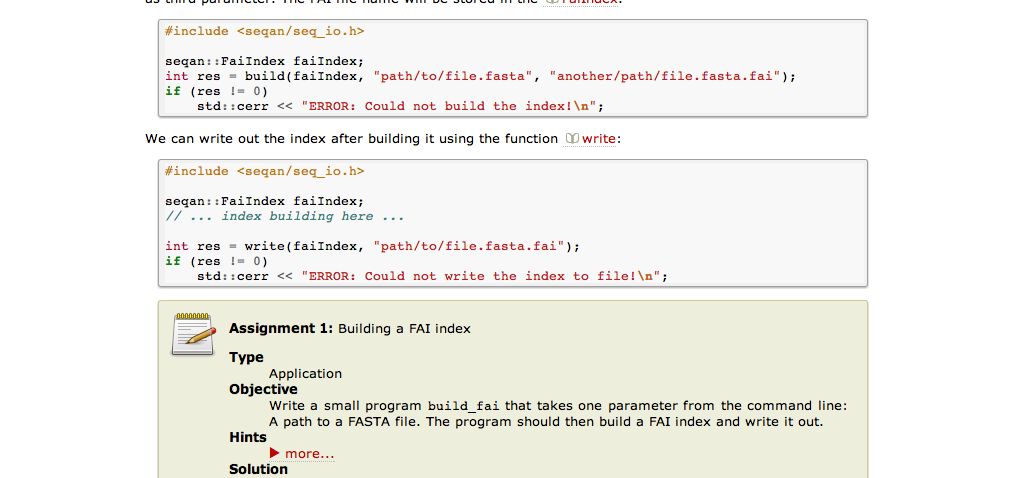 as third parameter. The FAI file name will be stored in the FaiIndex.
#include <seqan/seq_io.h>
seqan::FaiIndex faiIndex;
int res = build(faiIndex, "path/to/file.fasta", "another/path/file.fasta.fai");
if (res != 0)
    std::cerr << "ERROR: Could not build the index!\n";
We can write out the index after building it using the function write:
#include <seqan/seq_io.h>
seqan::FaiIndex faiIndex;
// ... index building here ...
int res = write(faiIndex, "path/to/file.fasta.fai");
if (res != 0)
    std::cerr << "ERROR: Could not write the index to file!\n";
Assignment 1: Building a FAI index
Type
Application
Objective
Write a small program build_fai that takes one parameter from the command line:
A path to a FASTA file. The program should then build a FAI index and write it out.
Hints
more...
Solution